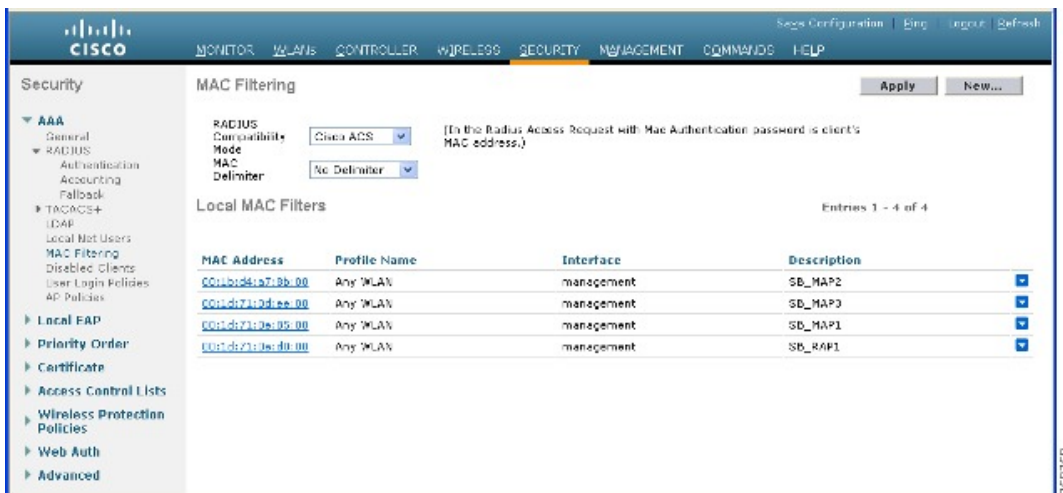 Save Configuration | Ping | Logout | Refresh
CISCO
MONITOR WLANs CONTROLLER WIRELESS SECURITY MANAGEMENT COMMANDS HELP
Security
AAA
General
RADIUS
Authentication
Accounting
Fallback
TACACS+
LDAP
Local Net Users
MAC Filtering
Disabled Clients
User Login Policies
AP Policies
Local EAP
Priority Order
Certificate
Access Control Lists
Wireless Protection
Policies
Web Auth
Advanced
MAC Filtering
Apply New...
RADIUS
Compatibility
Mode
Cisco ACS
(In the Radius Access Request with Mac Authentication password is client's
MAC address.)
MAC
Delimiter
No Delimiter
Local MAC Filters
Entries 1 - 4 of 4
MAC Address Profile Name Interface Description
Any WLAN management SB_MAP2
Any WLAN management SB_MAP3
Any WLAN management SB_MAP1
Any WLAN management SB_RAP1